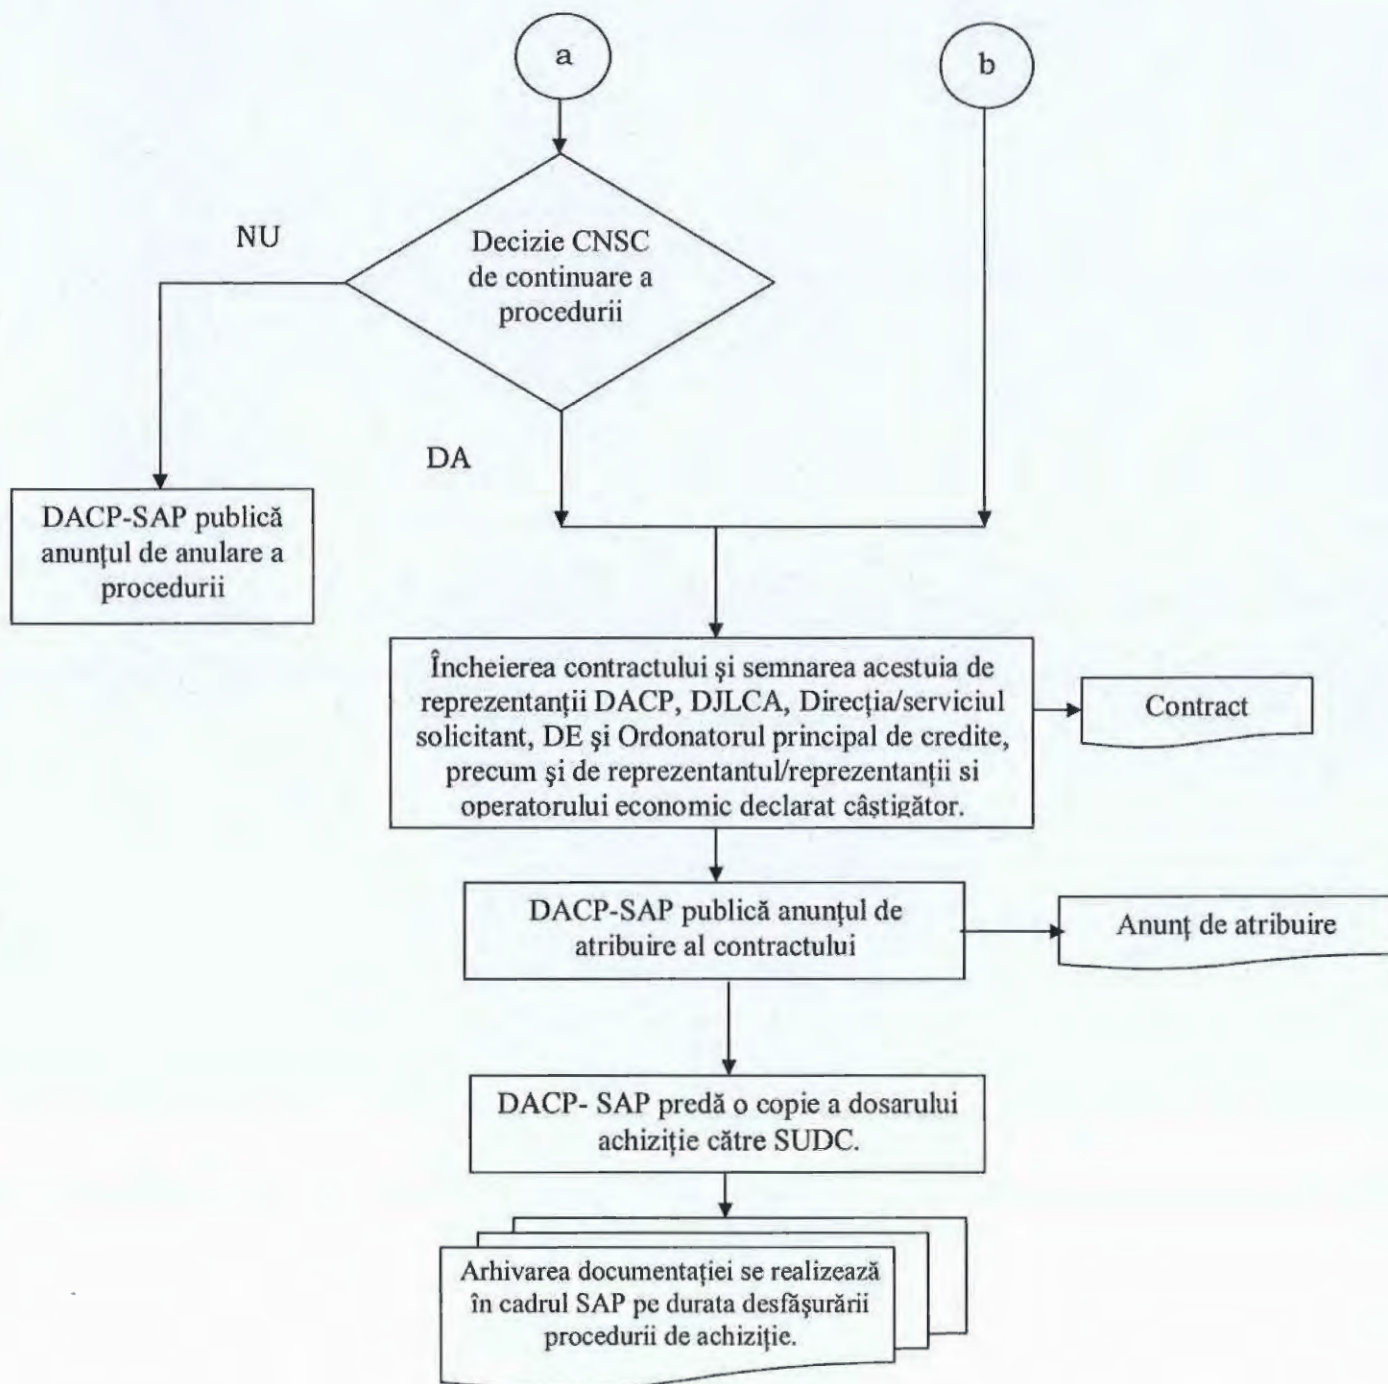 a
b
NU
Decizie CNSC
de continuare a
procedurii
DA
DACP-SAP publică
anunţul de anulare a
procedurii
Încheierea contractului şi semnarea acestuia de
reprezentanţii DACP, DJLCA, Direcţia/serviciul
solicitant, DE şi Ordonatorul principal de credite,
precum şi de reprezentantul/reprezentanţii si
operatorului economic declarat câştigător.
Contract
DACP-SAP publică anunţul de
atribuire al contractului
Anunţ de atribuire
DACP- SAP predă o copie a dosarului
achiziţie către SUDC.
Arhivarea documentaţiei se realizează
în cadrul SAP pe durata desfăşurării
procedurii de achiziţie.